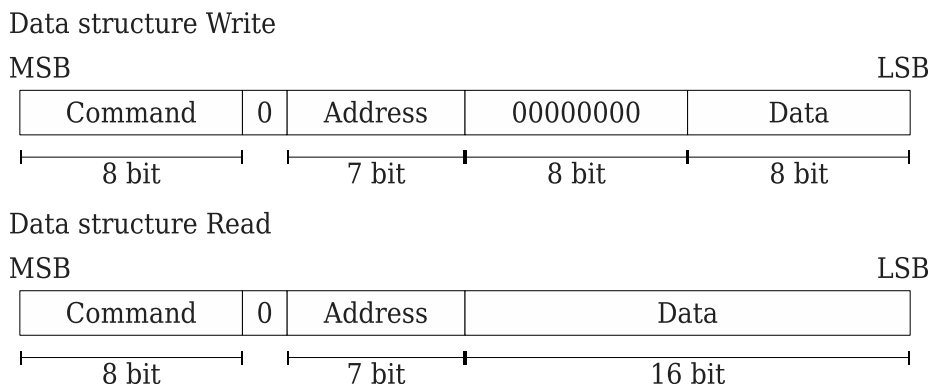 Data structure Write
MSB LSB
Command 0 Address 00000000 Data
8 bit 7 bit 8 bit 8 bit
Data structure Read
MSB LSB
Command 0 Address Data
8 bit 7 bit 16 bit